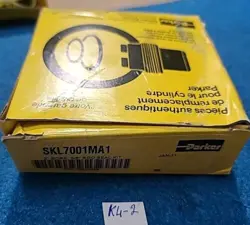 Pièces authentiques
de remplacement
pour le cylindre
Parker
SKL7001MA1
Parker
K4-2